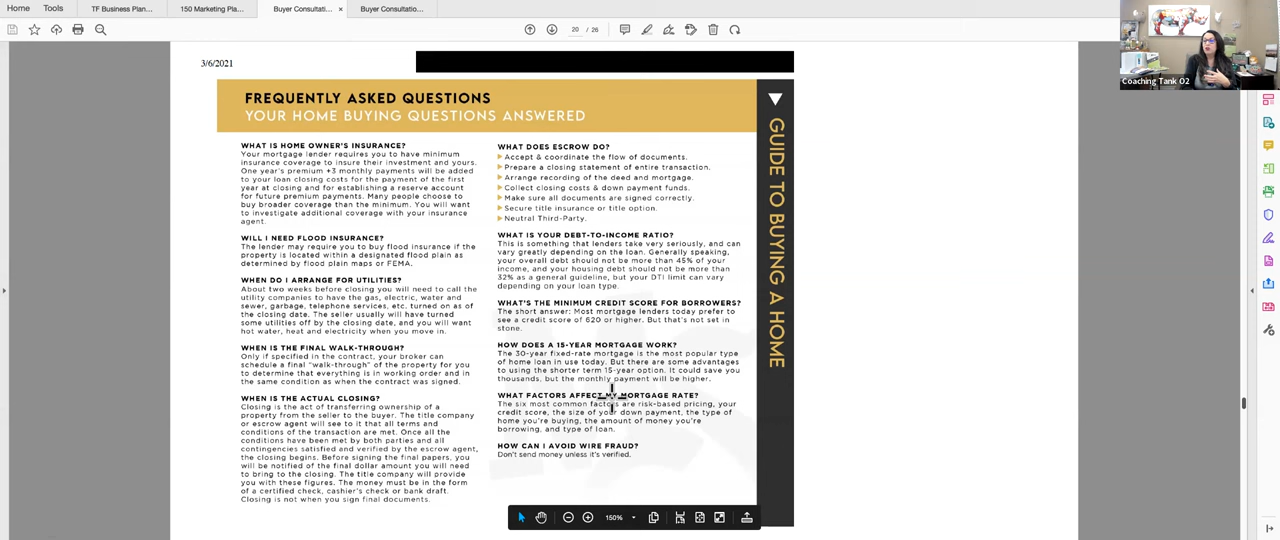 Home
Tools
TF Business Plan...
150 Marketing Pla...
Buyer Consultati...
×
Buyer Consultatio...
20 / 26
Coaching Tank O2
3/6/2021
FREQUENTLY ASKED QUESTIONS
YOUR HOME BUYING QUESTIONS ANSWERED
WHAT IS HOME OWNER'S INSURANCE?
Your mortgage lender requires you to have minimum
insurance coverage to insure their investment and yours.
One year's premium +3 monthly payments will be added
to your loan closing costs for the payment of the first
year at closing and for establishing a reserve account
for future premium payments. Many people choose to
buy broader coverage than the minimum. You will want
to investigate additional coverage with your insurance
agent.
WILL I NEED FLOOD INSURANCE?
The lender may require you to buy flood insurance if the
property is located within a designated flood plain as
determined by flood plain maps or FEMA.
WHEN DO I ARRANGE FOR UTILITIES?
About two weeks before closing you will need to call the
utility companies to have the gas, electric, water and
sewer, garbage, telephone services, etc. turned on as of
the closing date. The seller usually will have turned
some utilities off by the closing date, and you will want
hot water, heat and electricity when you move in.
WHEN IS THE FINAL WALK-THROUGH?
Only if specified in the contract, your broker can
schedule a final "walk-through" of the property for you
to determine that everything is in working order and in
the same condition as when the contract was signed.
WHEN IS THE ACTUAL CLOSING?
Closing is the act of transferring ownership of a
property from the seller to the buyer. The title company
or escrow agent will see to it that all terms and
conditions of the transaction are met. Once all the
conditions have been met by both parties and all
contingencies satisfied and verified by the escrow agent,
the closing begins. Before signing the final papers, you
will be notified of the final dollar amount you will need
to bring to the closing. The title company will provide
you with these figures. The money must be in the form
of a certified check, cashier's check or bank draft.
Closing is not when you sign final documents.
WHAT DOES ESCROW DO?
Accept & coordinate the flow of documents.
Prepare a closing statement of entire transaction.
Arrange recording of the dead and mortgage.
Collect closing costs & down payment funds.
Make sure all documents are signed correctly.
Secure title insurance or title option.
Neutral Third-Party.
WHAT IS YOUR DEBT-TO-INCOME RATIO?
This is something that lenders take very seriously, and can
vary greatly depending on the loan. Generally speaking,
your overall debt should not be more than 45% of your
income, and your housing debt should not be more than
32% as a general guideline, but your DTI limit can vary
depending on your loan type.
WHAT'S THE MINIMUM CREDIT SCORE FOR BORROWERS?
The short answer: Most mortgage lenders today prefer to
see a credit score of 620 or higher. But that's not set in
stone.
HOW DOES A 15-YEAR MORTGAGE WORK?
The 30-year fixed-rate mortgage is the most popular type
of home loan in use today. But there are some advantages
to using the shorter term 15-year option. It could save you
thousands, but the monthly payment will be higher.
WHAT FACTORS AFFECT MY MORTGAGE RATE?
The six most common factors are risk-based pricing, your
credit score, the size of your down payment, the type of
home you're buying, the amount of money you're
borrowing, and type of loan.
HOW CAN I AVOID WIRE FRAUD?
Don't send money unless it's verified.
GUIDE TO BUYING A HOME
150%